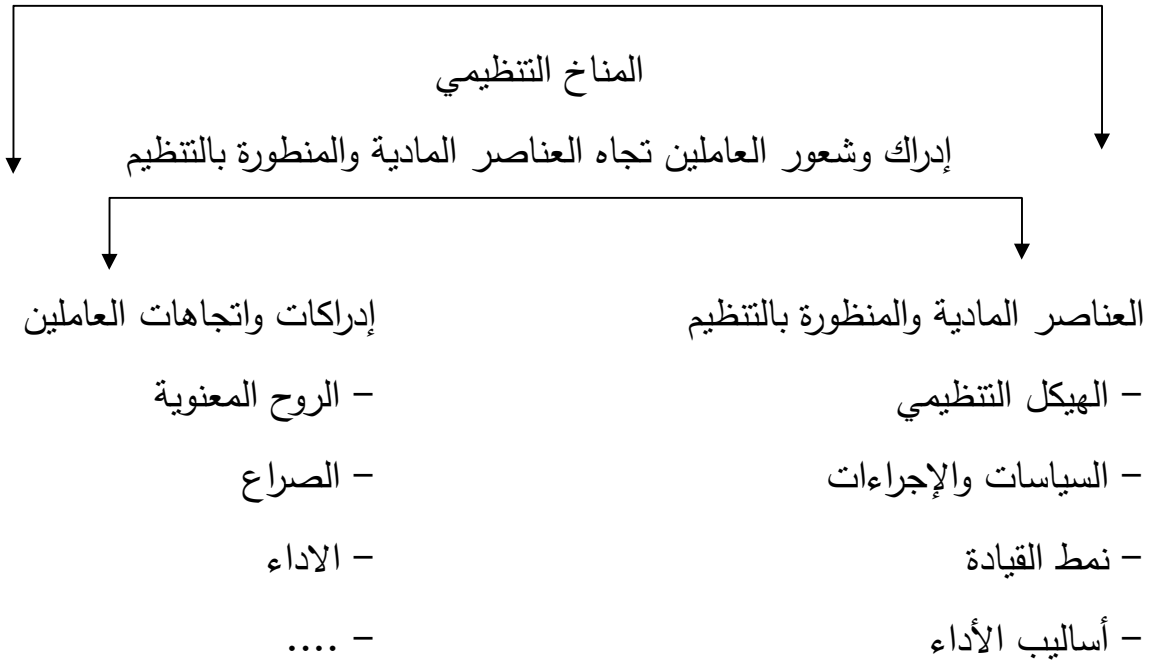 المناخ التنظيمي
إدراك وشعور العاملين تجاه العناصر المادية والمنطورة بالتنظيم
العناصر المادية والمنظورة بالتنظيم
– الهيكل التنظيمي
– السياسات والإجراءات
– نمط القيادة
– أساليب الأداء
إدراكات واتجاهات العاملين
– الروح المعنوية
– الصراع
– الاداء
– ....